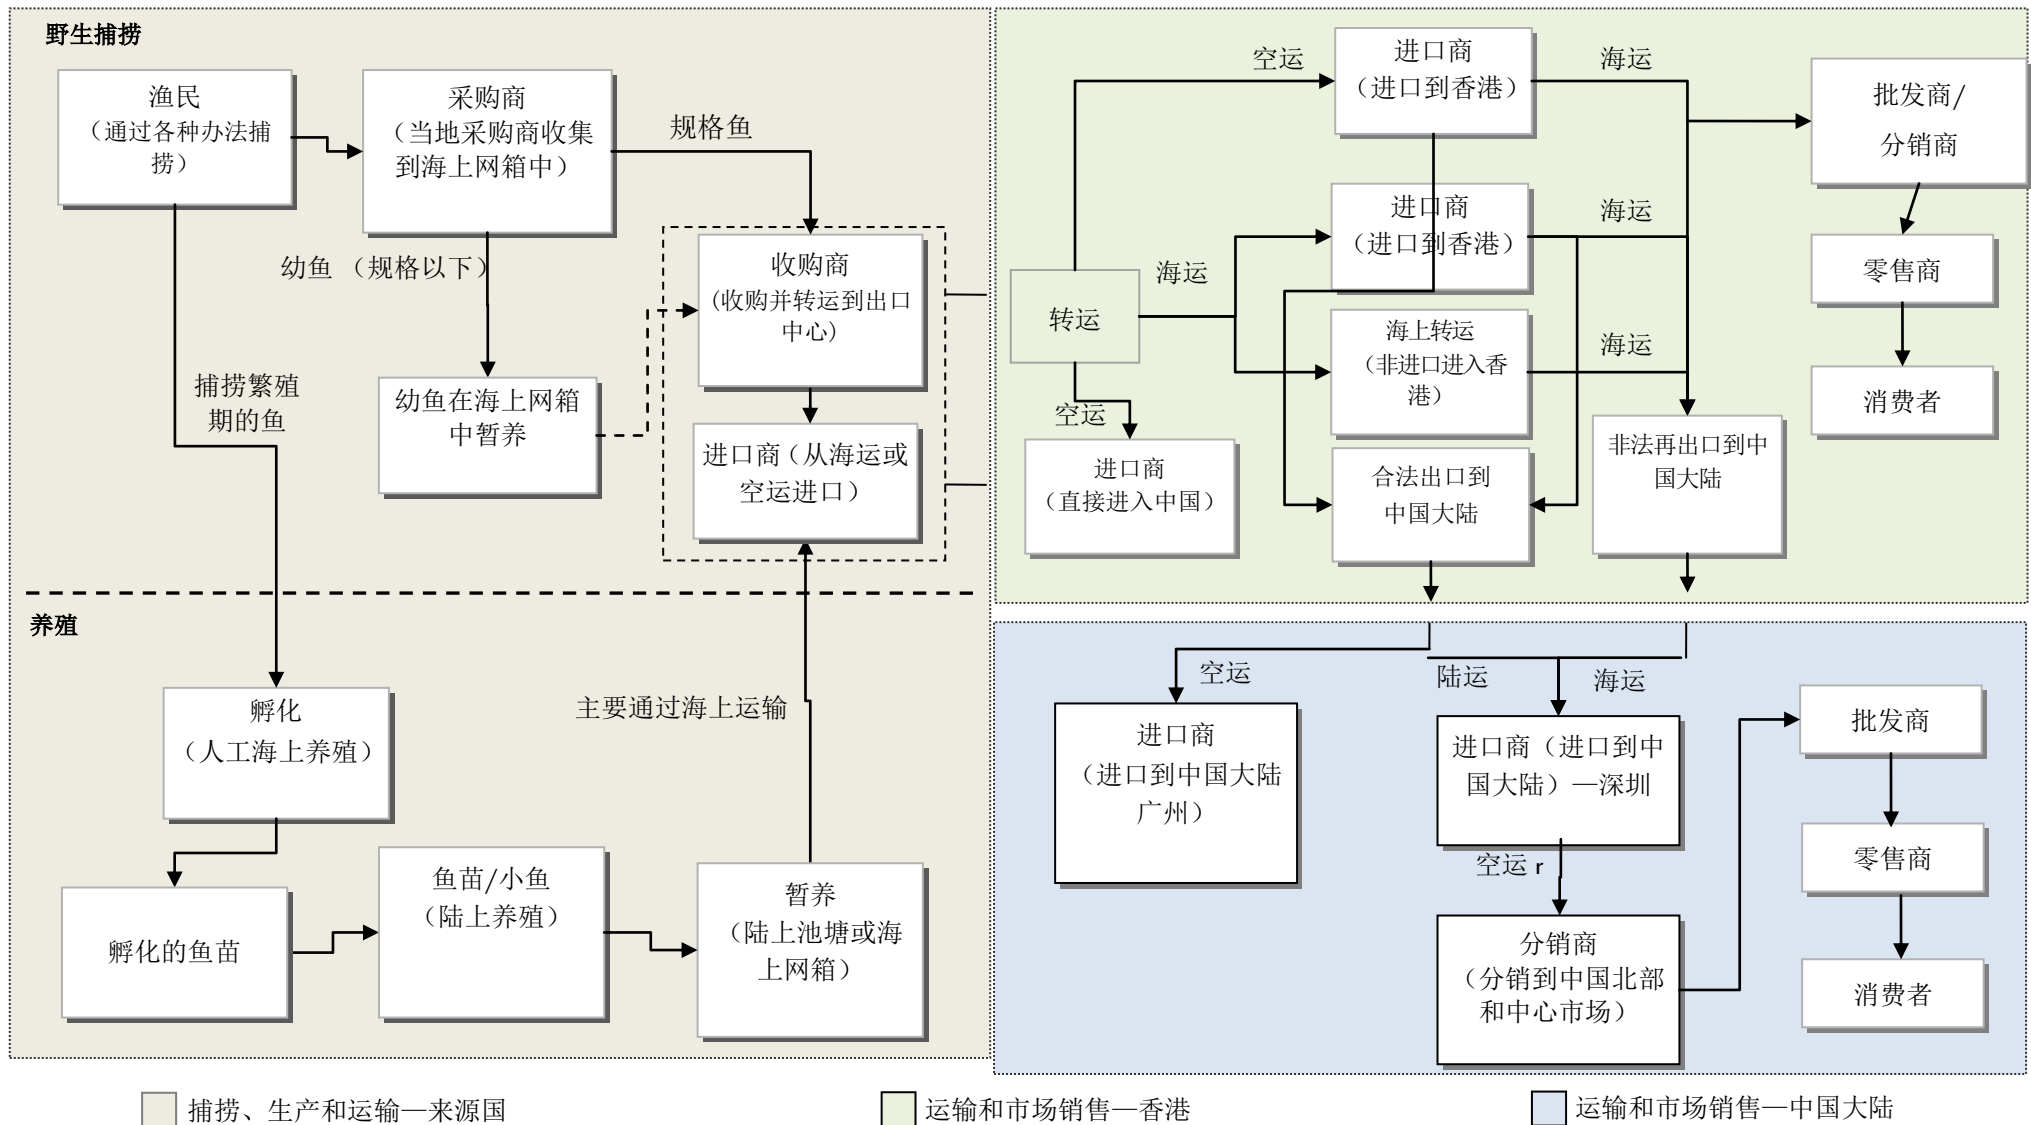 野生捕捞
渔民
（通过各种办法捕
捞）
采购商
（当地采购商收集
到海上网箱中）
规格鱼
幼鱼 （规格以下）
收购商
(收购并转运到出口
中心)
捕捞繁殖
期的鱼
幼鱼在海上网箱
中暂养
进口商（从海运或
空运进口）
养殖
孵化
（人工海上养殖）
主要通过海上运输
孵化的鱼苗
鱼苗/小鱼
（陆上养殖）
暂养
（陆上池塘或海
上网箱）
空运
进口商
（进口到香港）
海运
批发商/
分销商
进口商
（进口到香港）
海运
海运
零售商
转运
海上转运
（非进口进入香
港）
海运
消费者
空运
进口商
（直接进入中国）
合法出口到
中国大陆
非法再出口到中
国大陆
空运
陆运
海运
进口商
（进口到中国大陆
广州）
进口商（进口到中
国大陆）—深圳
批发商
空运 r
零售商
分销商
（分销到中国北部
和中心市场）
消费者
捕捞、生产和运输—来源国
运输和市场销售—香港
运输和市场销售—中国大陆